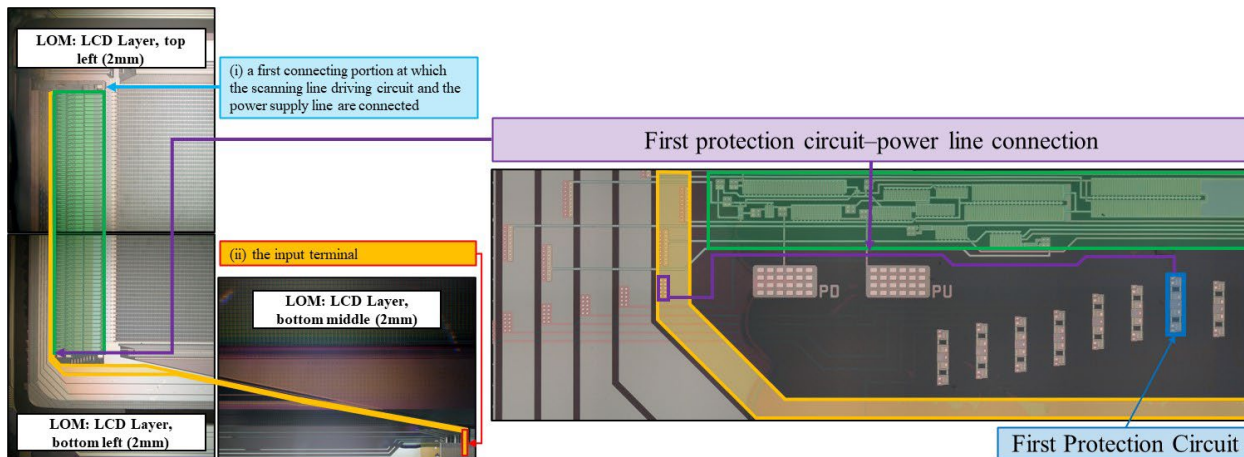 LOM: LCD Layer, top
left (2mm)
(i) a first connecting portion at which
the scanning line driving circuit and the
power supply line are connected
First protection circuit–power line connection
(ii) the input terminal
LOM: LCD Layer,
bottom middle (2mm)
PD
PU
LOM: LCD Layer,
bottom left (2mm)
First Protection Circuit